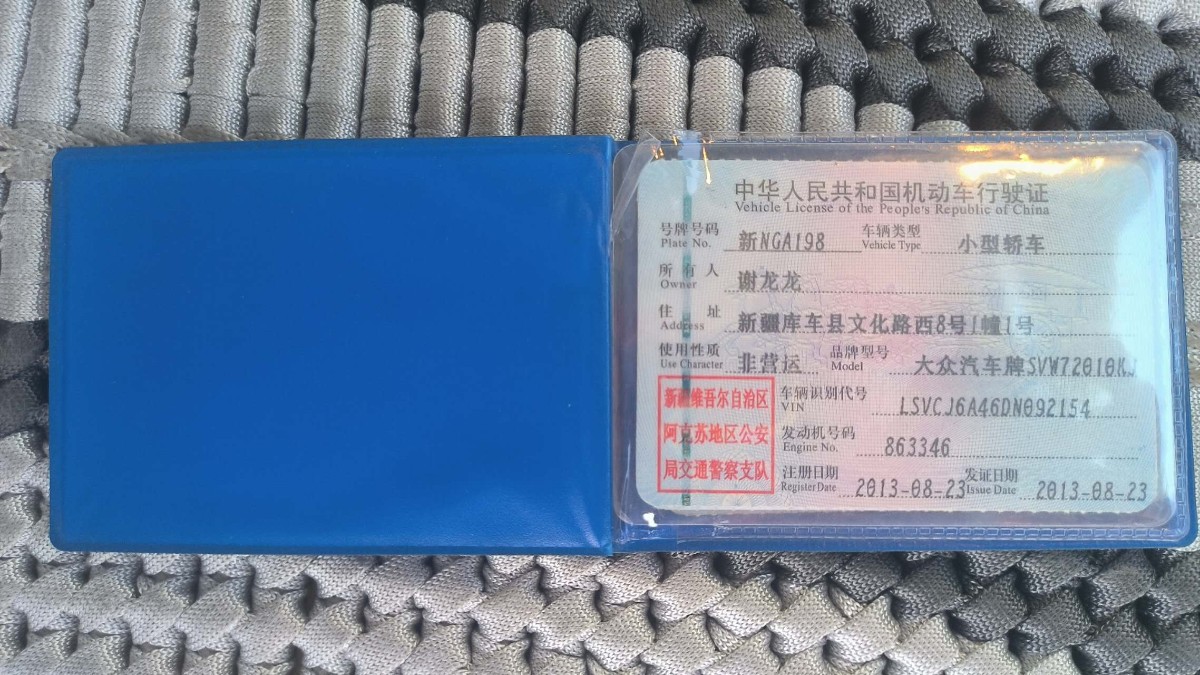 中华人民共和国机动车行驶证
Vehicle License of the People's Republic of China
号牌号码 新NGA198 车辆类型 小型轿车
Plate No. Vehicle Type
所有人 谢龙龙
Owner
住址 新疆库车县文化路西8号1幢1号
Address
使用性质 非营运 品牌型号 大众汽车牌SVW72010KJ
Use Character Model
新疆维吾尔自治区
阿克苏地区公安
局交通警察支队
车辆识别代号 LSVCJ6A46DN092154
VIN
发动机号码 863346
Engine No.
注册日期 2013-08-23 发证日期 2013-08-23
Register Date Issue Date